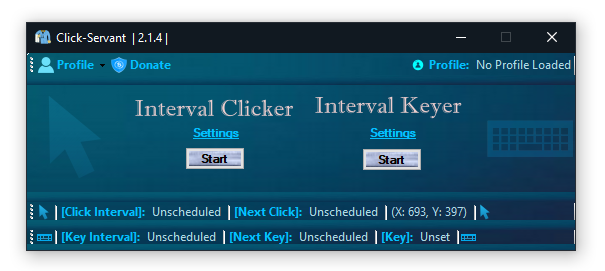 Click-Servant | 2.1.4 |
Profile Donate Profile: No Profile Loaded
Interval Clicker Interval Keyer
Settings Settings
Start Start
[Click Interval]: Unscheduled [Next Click]: Unscheduled (X: 693, Y: 397)
[Key Interval]: Unscheduled [Next Key]: Unscheduled [Key]: Unset